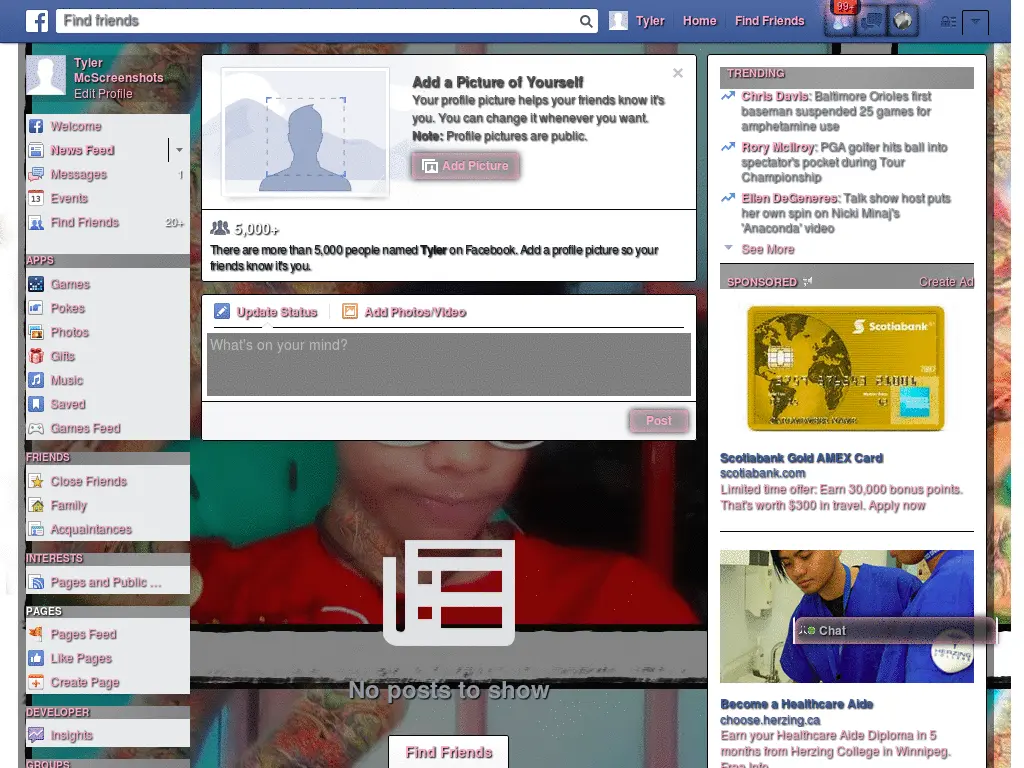 Find friends
Tyler
Home
Find Friends
99+
Tyler
McScreenshots
Edit Profile
Welcome
News Feed
Messages
1
Events
Find Friends
20+
APPS
Games
Pokes
Photos
Gifts
Music
Saved
Games Feed
FRIENDS
Close Friends
Family
Acquaintances
INTERESTS
Pages and Public ...
PAGES
Pages Feed
Like Pages
Create Page
DEVELOPER
Insights
GROUPS
Add a Picture of Yourself
Your profile picture helps your friends know it's
you. You can change it whenever you want.
Note: Profile pictures are public.
Add Picture
5,000+
There are more than 5,000 people named Tyler on Facebook. Add a profile picture so your
friends know it's you.
Update Status
Add Photos/Video
What's on your mind?
Post
No posts to show
Find Friends
TRENDING
Chris Davis: Baltimore Orioles first
baseman suspended 25 games for
amphetamine use
Rory McIlroy: PGA golfer hits ball into
spectator's pocket during Tour
Championship
Ellen DeGeneres: Talk show host puts
her own spin on Nicki Minaj's
'Anaconda' video
See More
SPONSORED
Create Ad
Scotiabank
Scotiabank Gold AMEX Card
scotiabank.com
Limited time offer: Earn 30,000 bonus points.
That's worth $300 in travel. Apply now
Chat
HERZING
Become a Healthcare Aide
choose.herzing.ca
Earn your Healthcare Aide Diploma in 5
months from Herzing College in Winnipeg.
Free Info